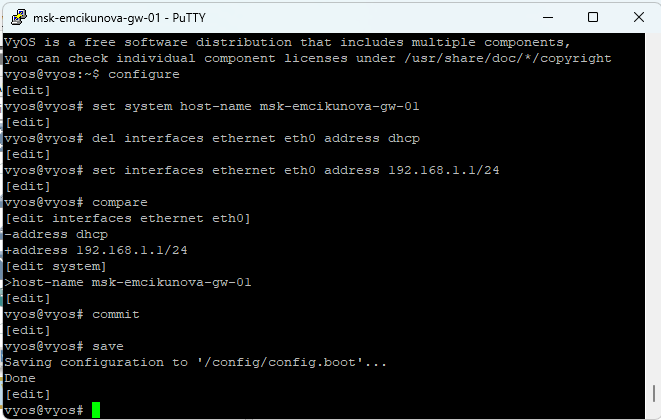 msk-emcikunova-gw-01 - PuTTY
VyOS is a free software distribution that includes multiple components,
you can check individual component licenses under /usr/share/doc/*/copyright
vyos@vyos:~$ configure
[edit]
vyos@vyos# set system host-name msk-emcikunova-gw-01
[edit]
vyos@vyos# del interfaces ethernet eth0 address dhcp
[edit]
vyos@vyos# set interfaces ethernet eth0 address 192.168.1.1/24
[edit]
vyos@vyos# compare
[edit interfaces ethernet eth0]
-address dhcp
+address 192.168.1.1/24
[edit system]
>host-name msk-emcikunova-gw-01
[edit]
vyos@vyos# commit
[edit]
vyos@vyos# save
Saving configuration to '/config/config.boot'...
Done
[edit]
vyos@vyos#